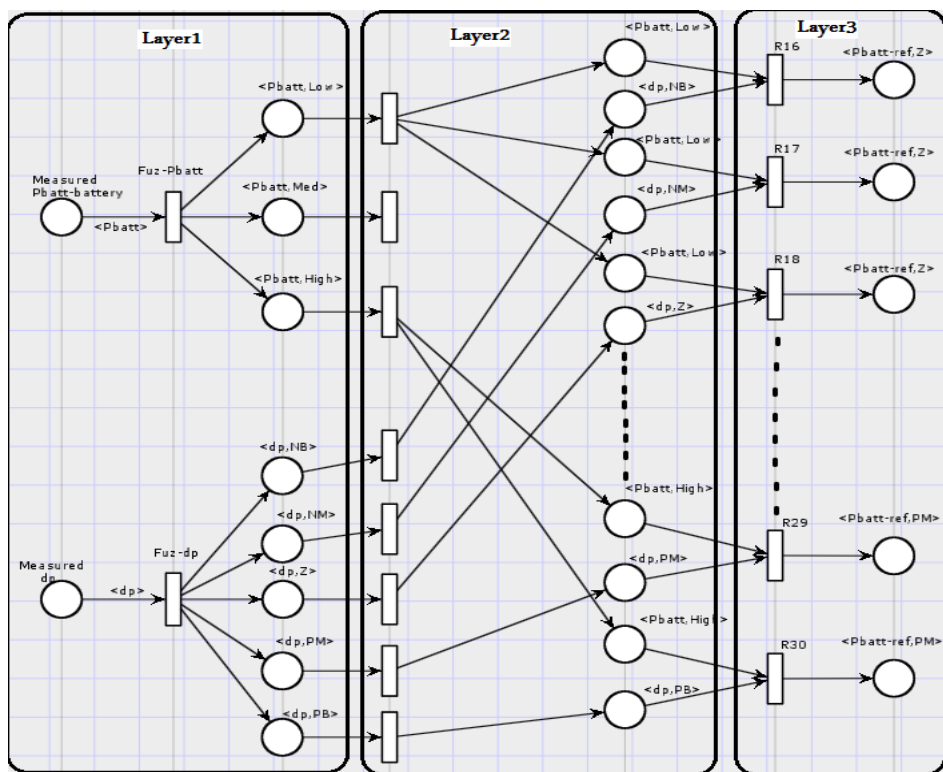 Layer1
Layer2
Layer3
<Pbatt,Low>
R16
<Pbatt-ref,Z>
<Pbatt,Low>
<dp,NB>
<Pbatt,Low>
R17
<Pbatt-ref,Z>
Measured
Pbatt-battery
Fuz-Pbatt
<Pbatt,Med>
<dp,NM>
<Pbatt>
<Pbatt,High>
<Pbatt,Low>
R18
<Pbatt-ref,Z>
<dp,Z>
<dp,NB>
<Pbatt,High>
<dp,NM>
R29
<Pbatt-ref,PM>
Measured
dp
Fuz-dp
<dp,Z>
<dp,PM>
<dp>
<Pbatt,High>
<dp,PM>
R30
<Pbatt-ref,PM>
<dp,PB>
<dp,PB>